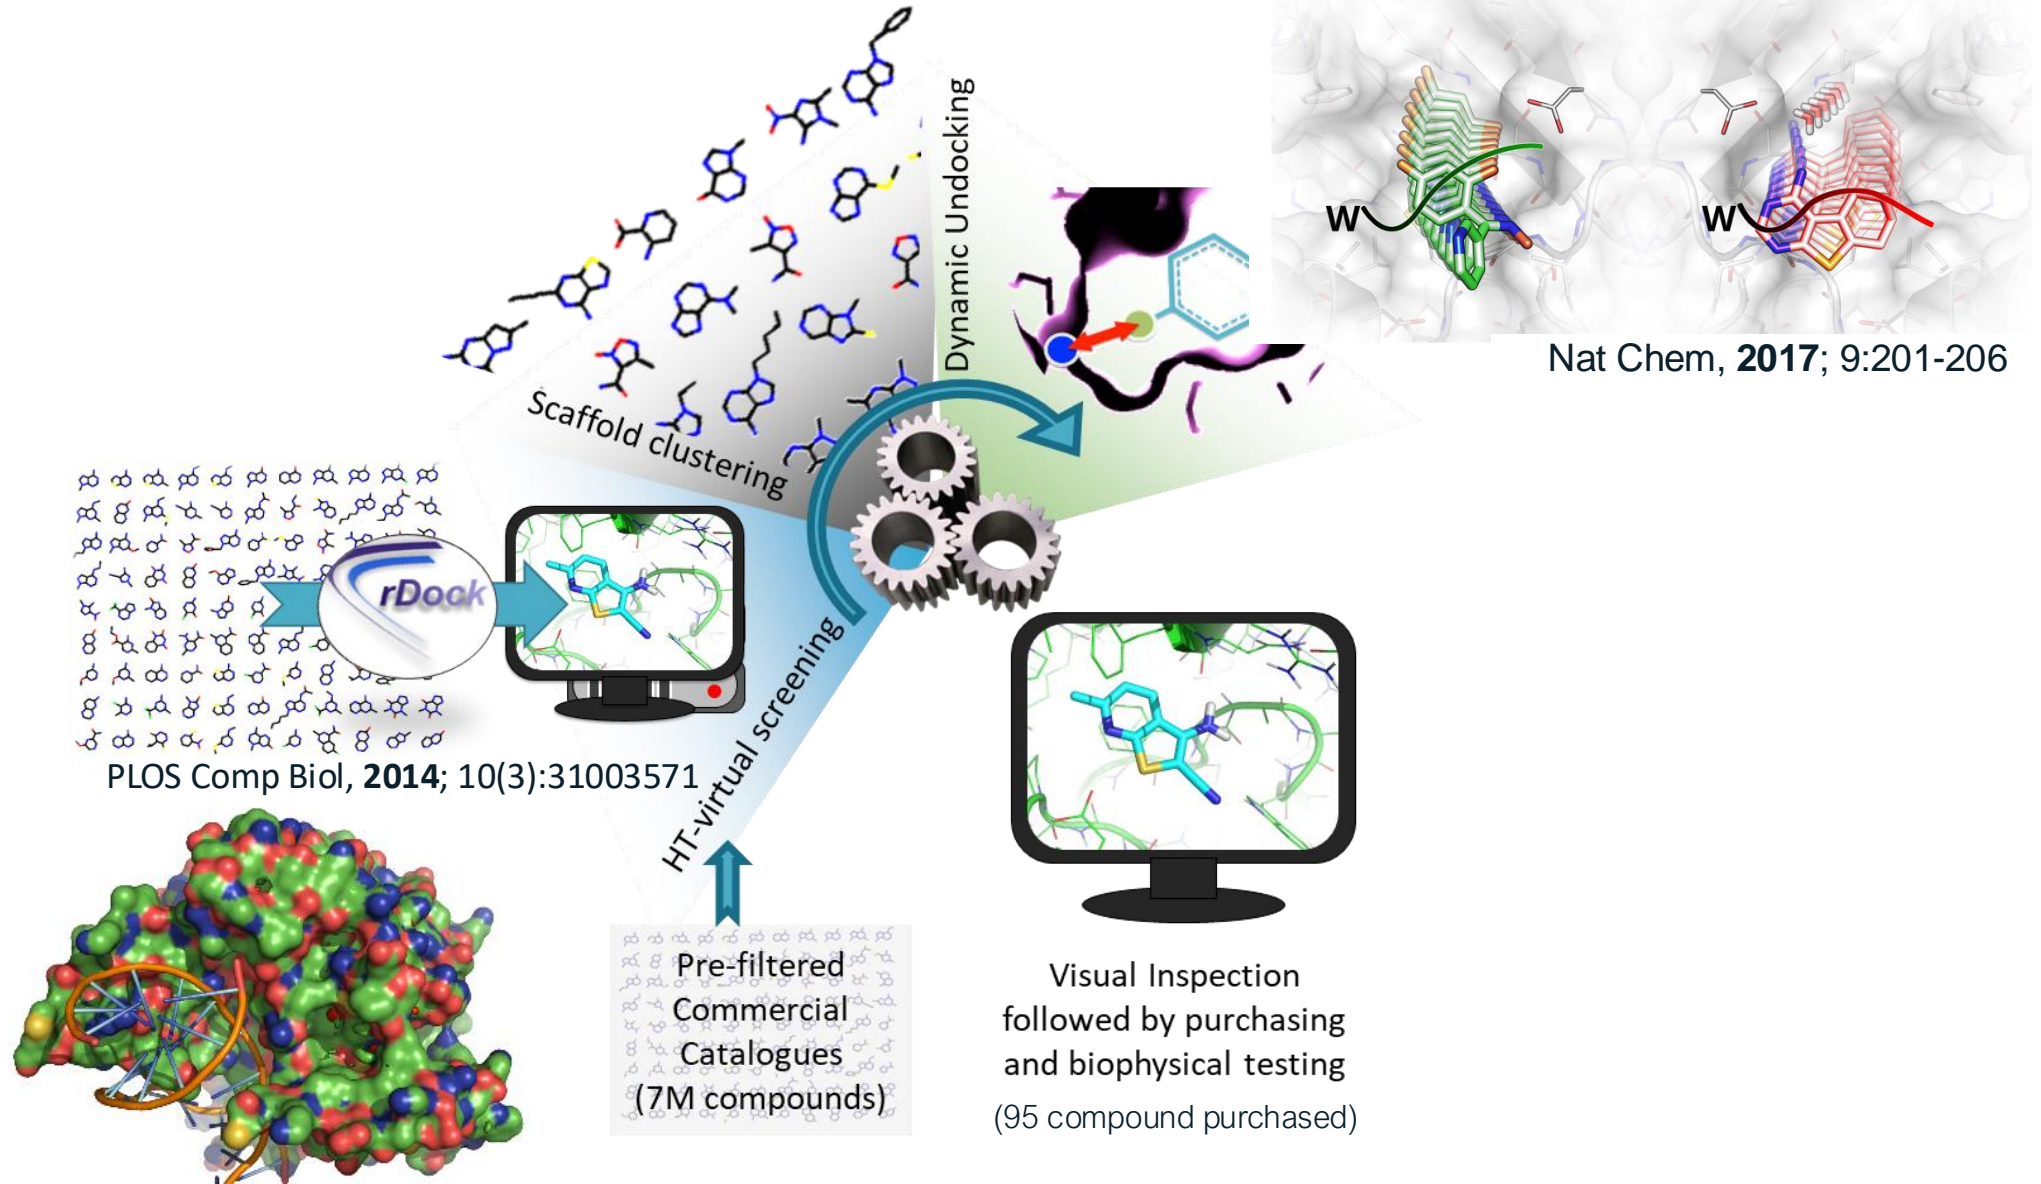 Dynamic Undocking
W
W
Nat Chem, 2017; 9:201-206
Scaffold clustering
rDock
HT-virtual screening
PLOS Comp Biol, 2014; 10(3):31003571
Pre-filtered
Commercial
Catalogues
(7M compounds)
Visual Inspection
followed by purchasing
and biophysical testing
(95 compound purchased)